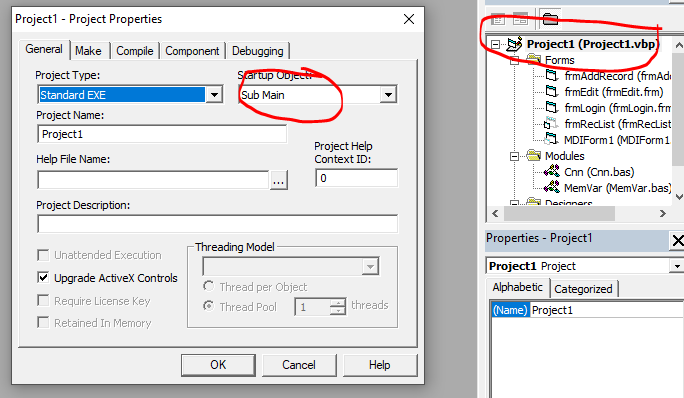 Project1 - Project Properties
General Make Compile Component Debugging
Project Type:
Startup Object:
Standard EXE
Sub Main
Project Name:
Project1
Help File Name:
Project Help
Context ID:
...
0
Project Description:
Unattended Execution
Upgrade ActiveX Controls
Require License Key
Retained In Memory
Threading Model
Thread per Object
Thread Pool 1 threads
OK Cancel Help
Project1 (Project1.vbp)
Forms
frmAddRecord (frmAd
frmEdit (frmEdit.frm)
frmLogin (frmLogin.frm
frmRecList (frmRecList
MDIForm1 (MDIForm1
Modules
Cnn (Cnn.bas)
MemVar (MemVar.bas)
Designers
Properties - Project1
Project1 Project
Alphabetic Categorized
(Name) Project1